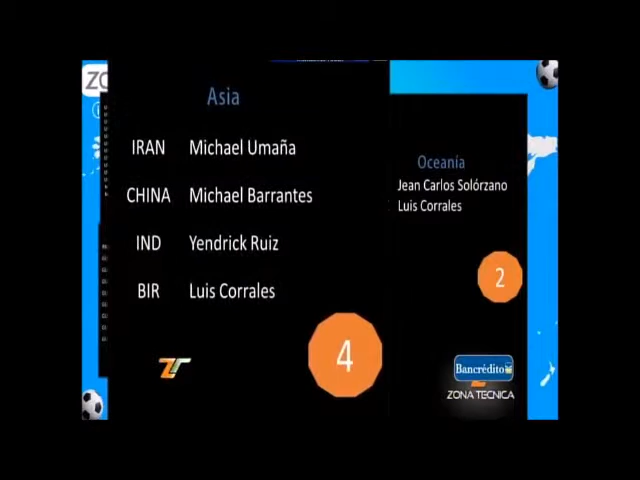 ZO
Asia
IRAN Michael Umaña
CHINA Michael Barrantes
IND Yendrick Ruiz
BIR Luis Corrales
4
Oceanía
Jean Carlos Solórzano
Luis Corrales
2
Bancrédito
ZONA TECNICA